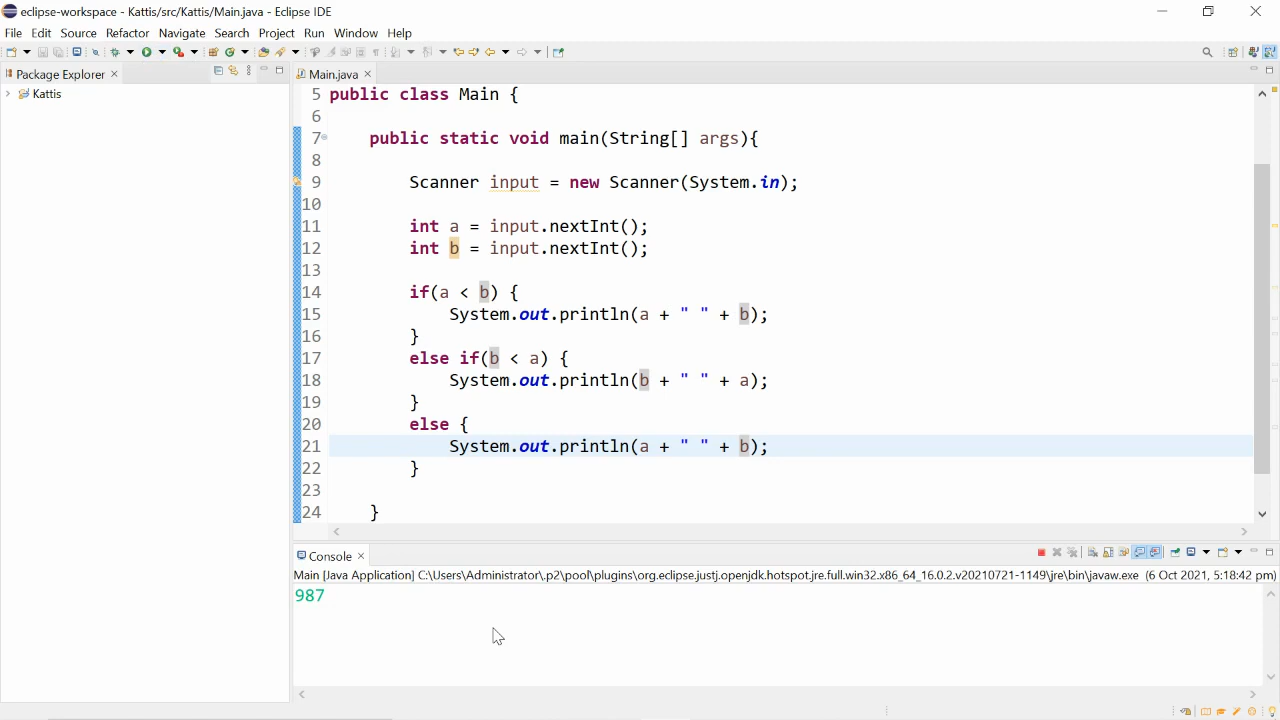 eclipse-workspace - Kattis/src/Kattis/Main.java - Eclipse IDE
File Edit Source Refactor Navigate Search Project Run Window Help
Package Explorer
Main.java
Kattis
5 public class Main {
6
7 public static void main(String[] args){
8
9 Scanner input = new Scanner(System.in);
10
11 int a = input.nextInt();
12 int b = input.nextInt();
13
14 if(a < b) {
15 System.out.println(a + " " + b);
16 }
17 else if(b < a) {
18 System.out.println(b + " " + a);
19 }
20 else {
21 System.out.println(a + " " + b);
22 }
23
24 }
Console
Main [Java Application] C:\Users\Administrator\.p2\pool\plugins\org.eclipse.justj.openjdk.hotspot.jre.full.win32.x86_64_16.0.2.v20210721-1149\jre\bin\javaw.exe (6 Oct 2021, 5:18:42 pm)
987